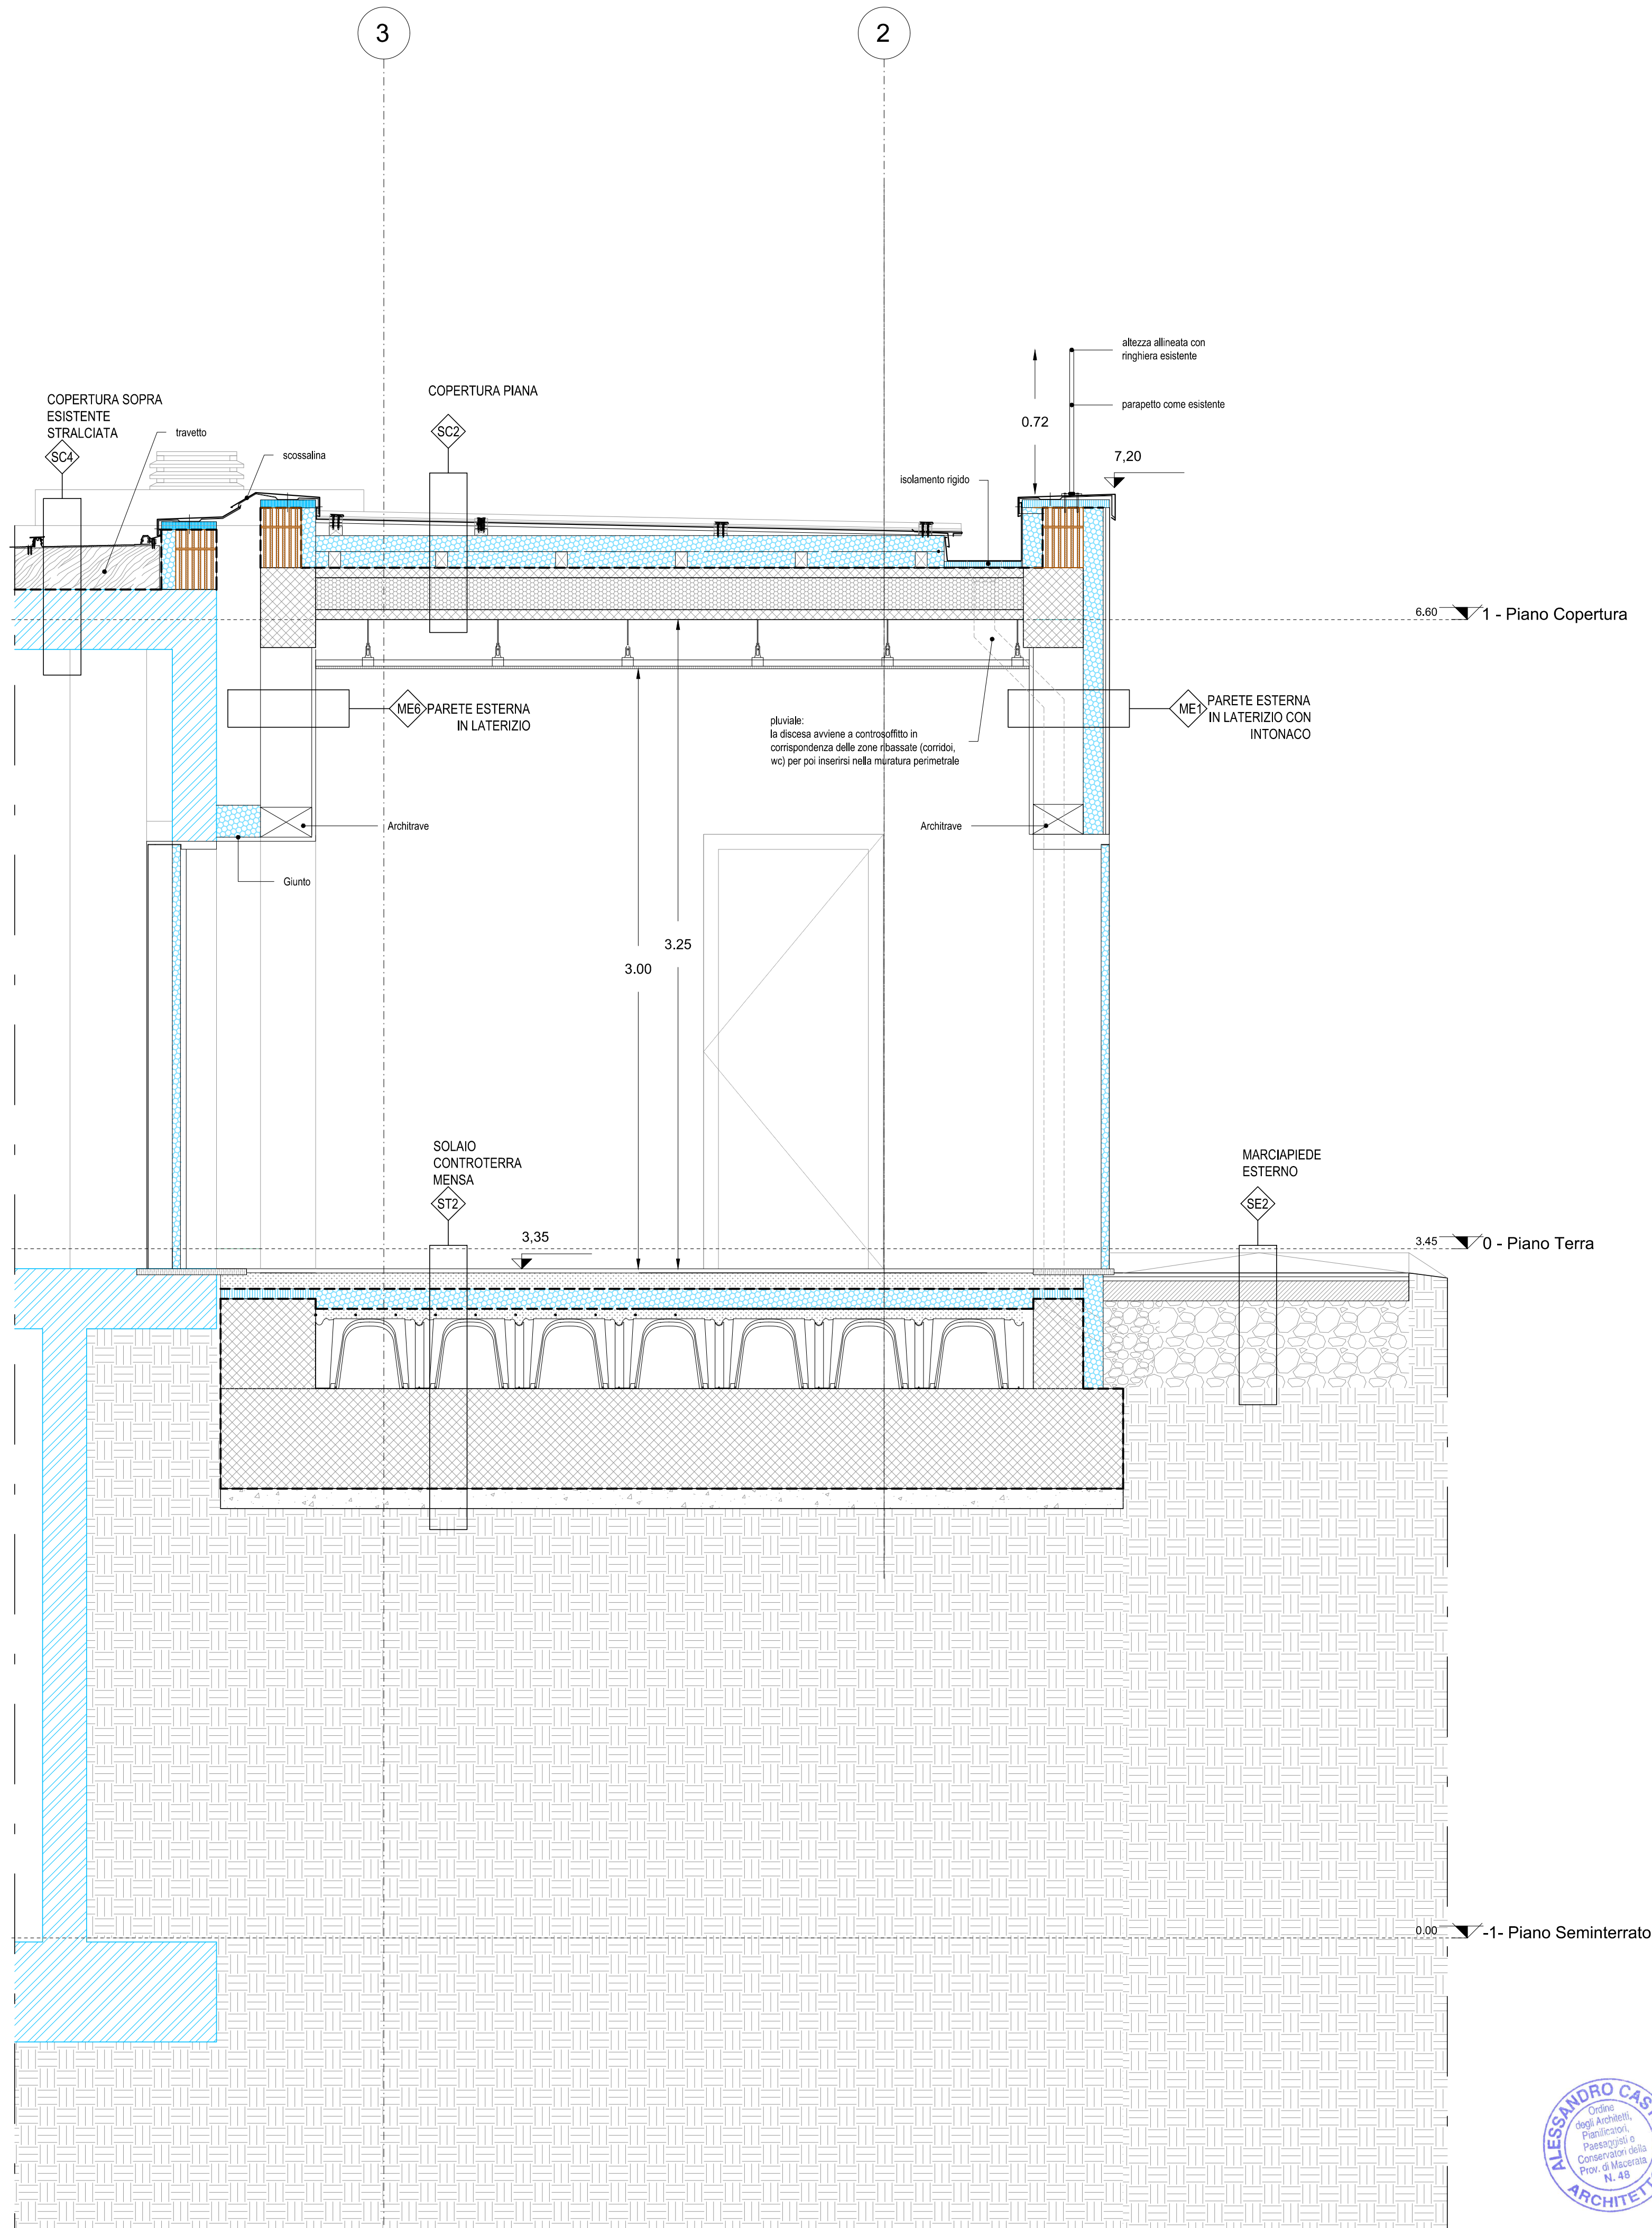 3
2
altezza allineata con
ringhiera esistente
parapetto come esistente
0.72
7,20
COPERTURA PIANA
SC2
COPERTURA SOPRA
ESISTENTE
STRALCIATA
SC4
travetto
scossalina
isolamento rigido
6.60
1 - Piano Copertura
ME6
PARETE ESTERNA
IN LATERIZIO
ME1
PARETE ESTERNA
IN LATERIZIO CON
INTONACO
pluviale:
la discesa avviene a controsoffitto in
corrispondenza delle zone ribassate (corridoi,
wc) per poi inserirsi nella muratura perimetrale
Architrave
Architrave
Giunto
3.25
3.00
SOLAIO
CONTROTERRA
MENSA
ST2
MARCIAPIEDE
ESTERNO
SE2
3,35
3.45
0 - Piano Terra
0.00
-1- Piano Seminterrato
ALESSANDRO
Ordine
degli Architetti,
Pianificatori,
Paesaggisti e
Conservatori della
Prov. di Macerata
N. 48